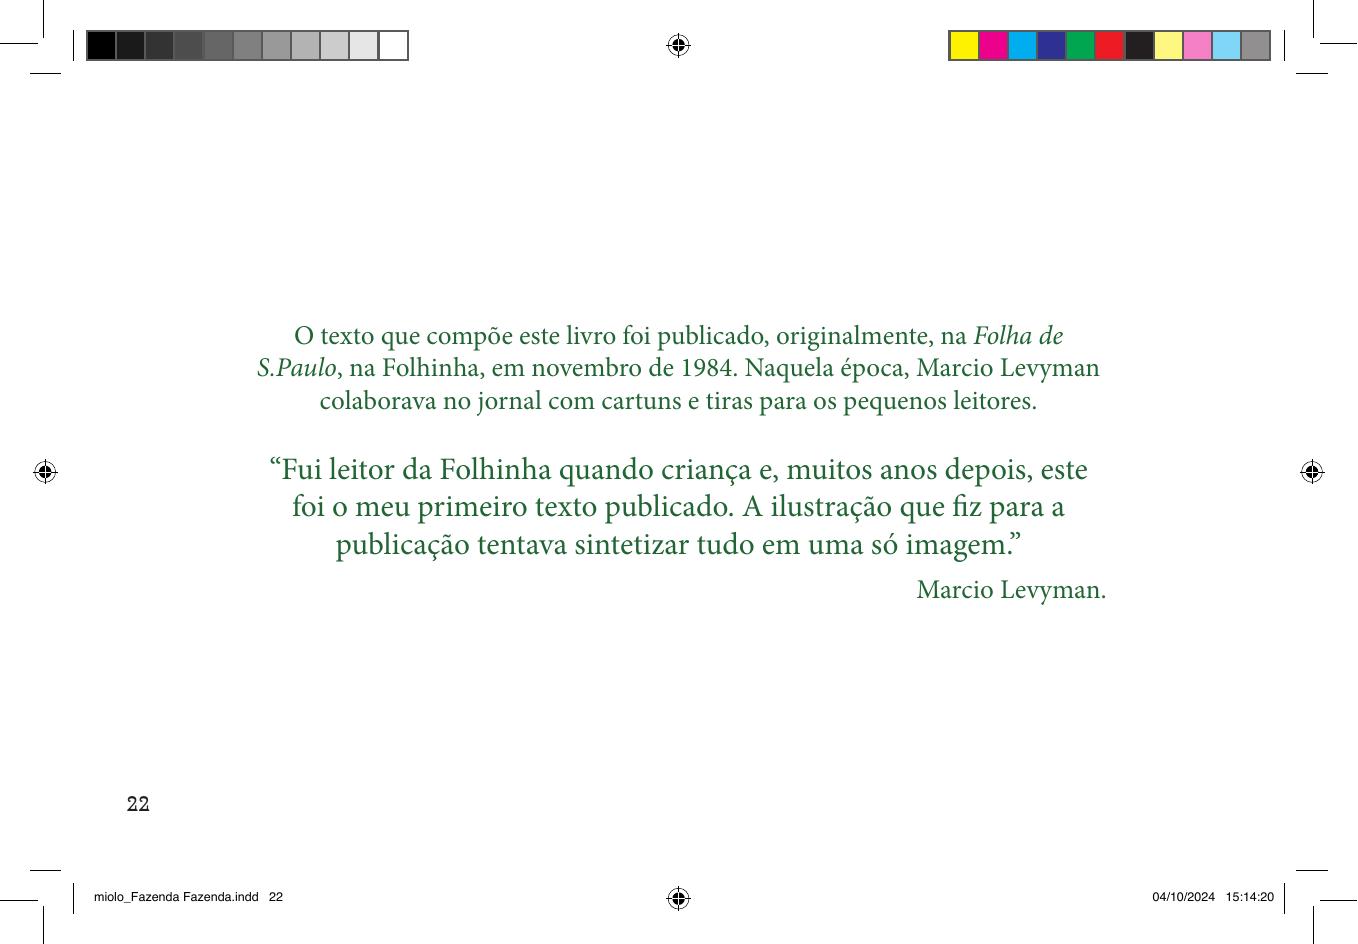 O texto que compõe este livro foi publicado, originalmente, na Folha de
S.Paulo, na Folhinha, em novembro de 1984. Naquela época, Marcio Levyman
colaborava no jornal com cartuns e tiras para os pequenos leitores.
“Fui leitor da Folhinha quando criança e, muitos anos depois, este
foi o meu primeiro texto publicado. A ilustração que fiz para a
publicação tentava sintetizar tudo em uma só imagem.”
Marcio Levyman.
22
miolo_Fazenda Fazenda.indd 22
04/10/2024 15:14:20